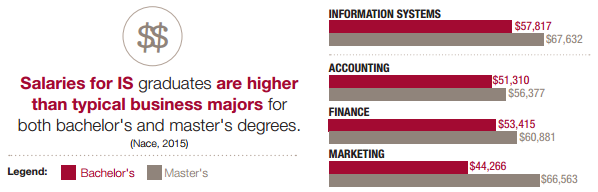 $$
Salaries for IS graduates are higher
than typical business majors for
both bachelor's and master's degrees.
(Nace, 2015)
Legend: Bachelor's Master's
INFORMATION SYSTEMS
$57,817
$67,632
ACCOUNTING
$51,310
$56,377
FINANCE
$53,415
$60,881
MARKETING
$44,266
$66,563